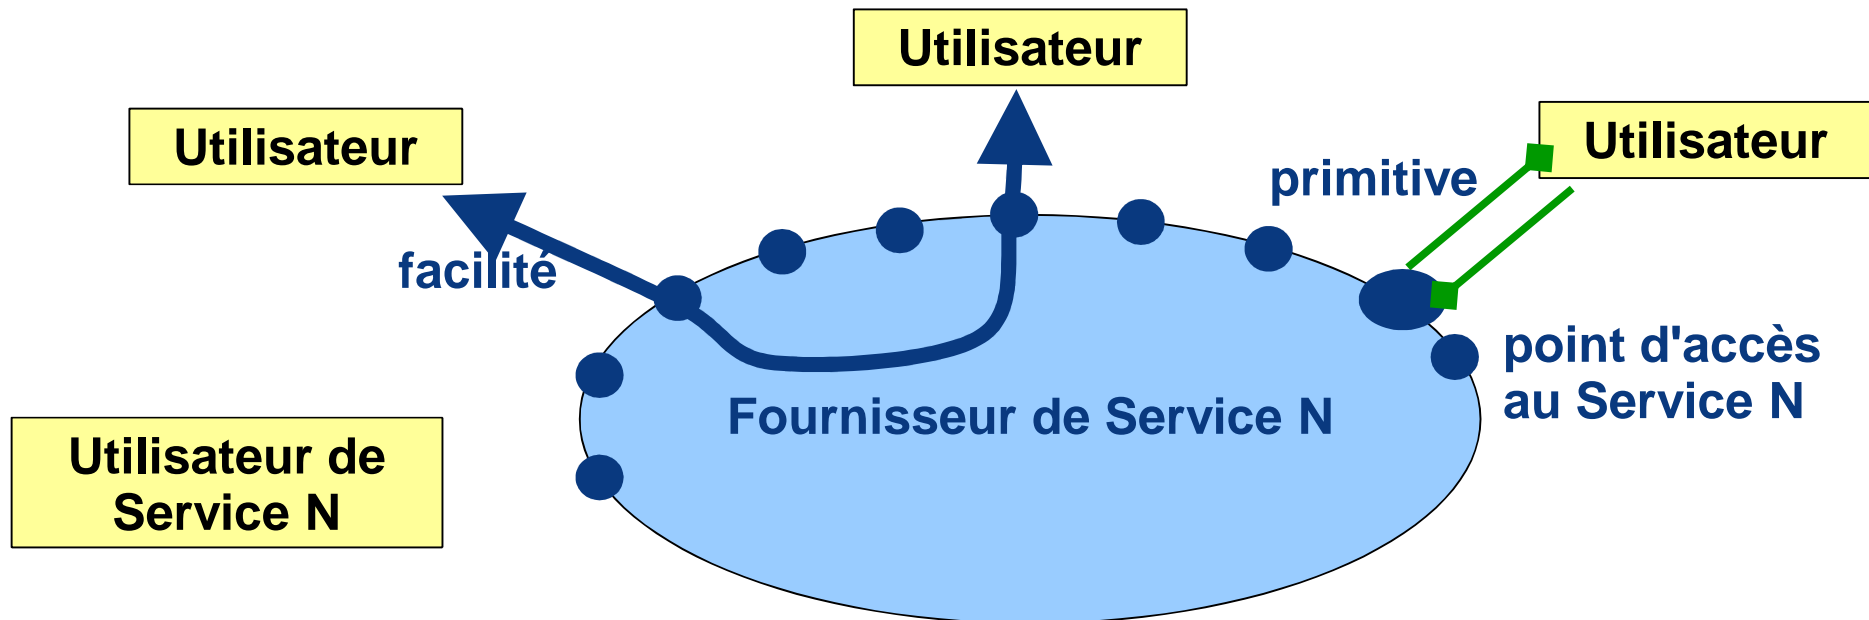 Utilisateur
Utilisateur
Utilisateur
primitive
facilité
point d'accès
au Service N
Fournisseur de Service N
Utilisateur de
Service N